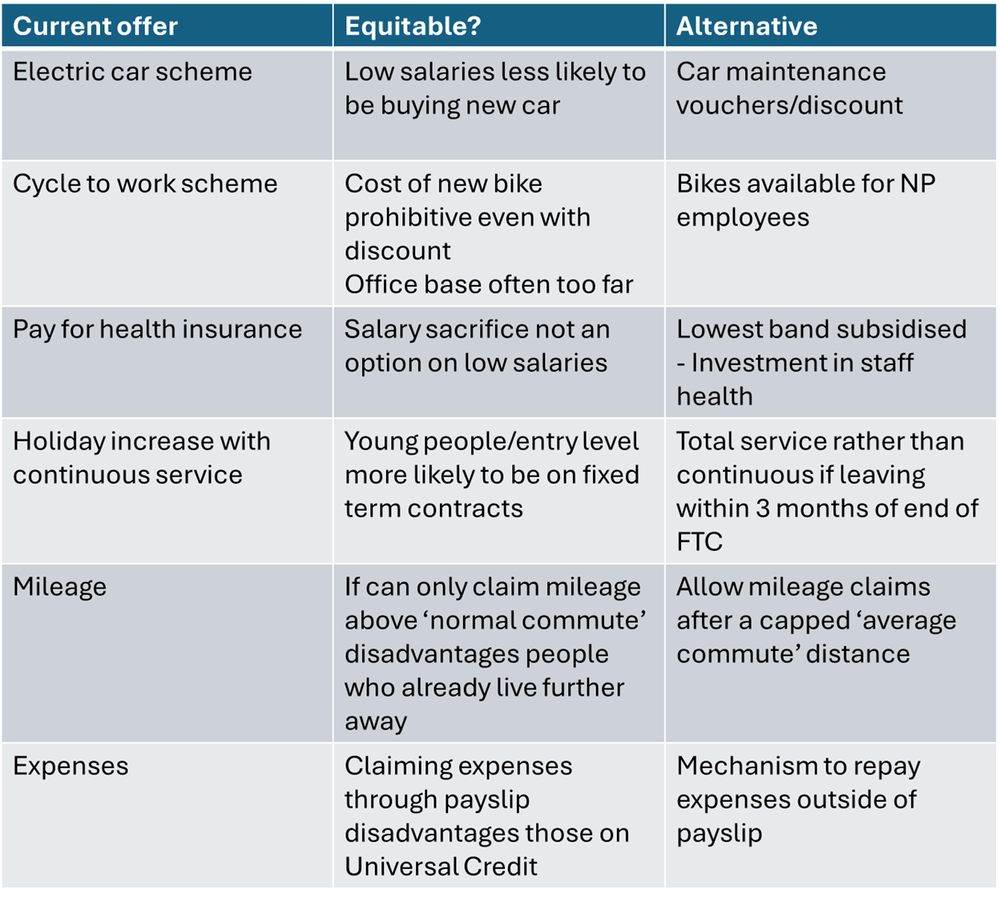 Current offer
Equitable?
Alternative
Electric car scheme
Low salaries less likely to
be buying new car
Car maintenance
vouchers/discount
Cycle to work scheme
Cost of new bike
prohibitive even with
discount
Office base often too far
Bikes available for NP
employees
Pay for health insurance
Salary sacrifice not an
option on low salaries
Lowest band subsidised
- Investment in staff
health
Holiday increase with
continuous service
Young people/entry level
more likely to be on fixed
term contracts
Total service rather than
continuous if leaving
within 3 months of end of
FTC
Mileage
If can only claim mileage
above ‘normal commute’
disadvantages people
who already live further
away
Allow mileage claims
after a capped ‘average
commute’ distance
Expenses
Claiming expenses
through payslip
disadvantages those on
Universal Credit
Mechanism to repay
expenses outside of
payslip